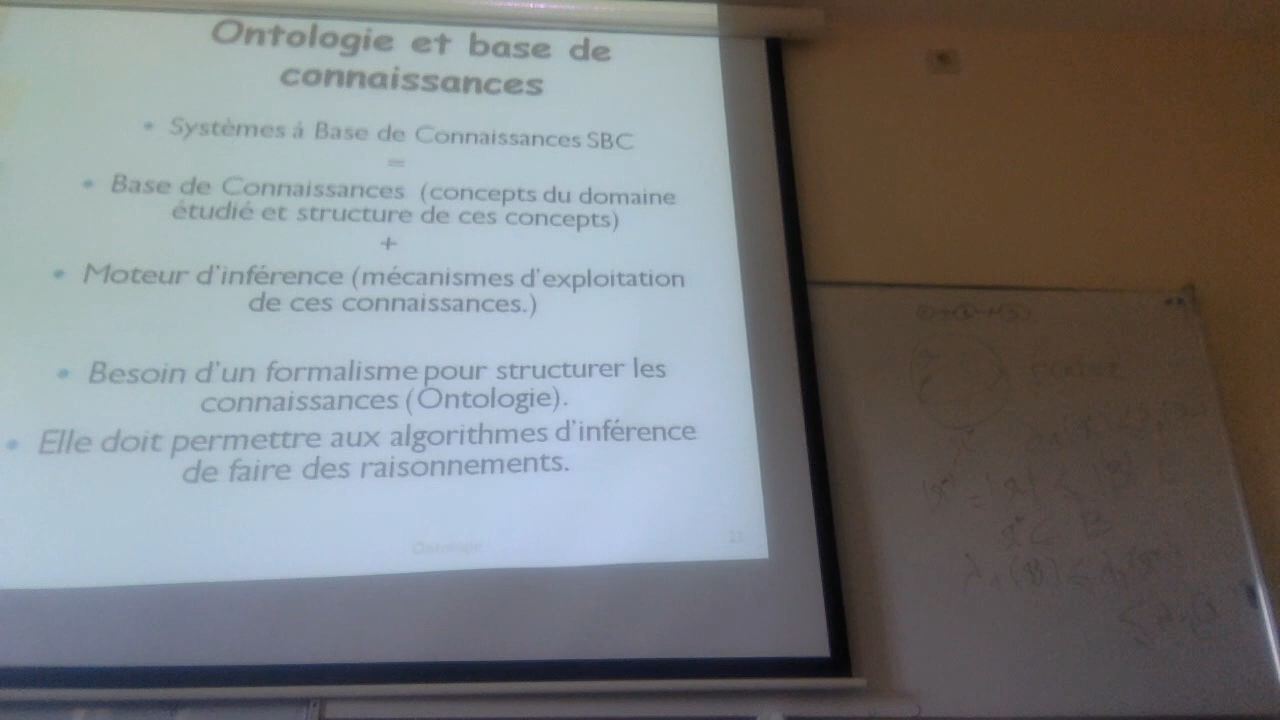 Ontologie et base de
connaissances
• Systèmes à Base de Connaissances SBC
=
• Base de Connaissances (concepts du domaine
étudié et structure de ces concepts)
+
• Moteur d'inférence (mécanismes d'exploitation
de ces connaissances.)
• Besoin d'un formalisme pour structurer les
connaissances (Ontologie).
• Elle doit permettre aux algorithmes d'inférence
de faire des raisonnements.
Ontologie